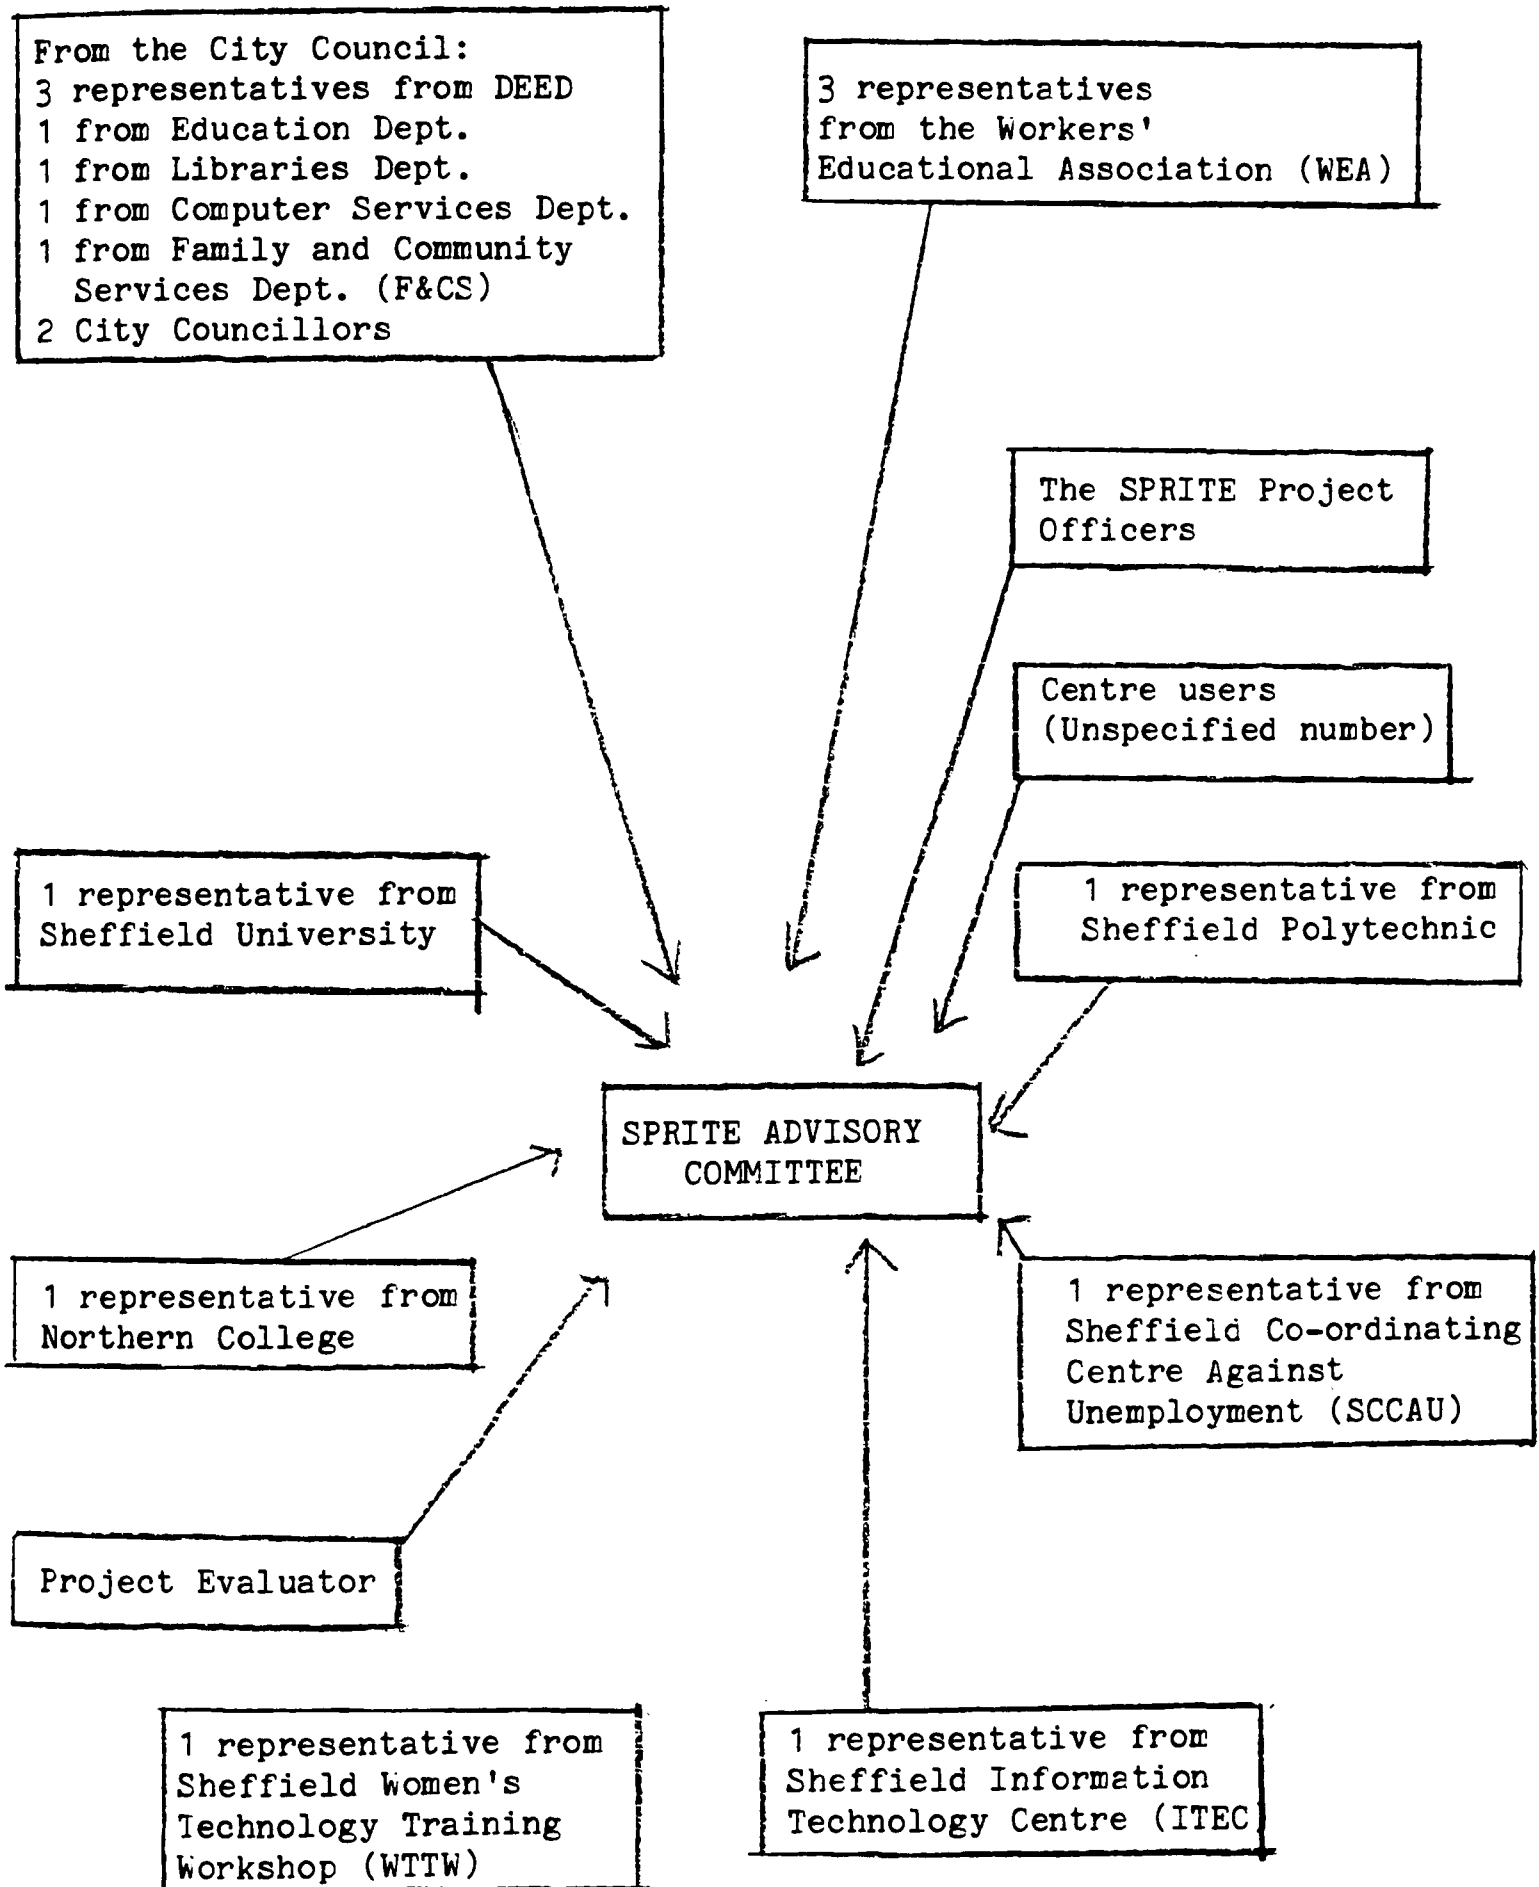 From the City Council:
3 representatives from DEED
1 from Education Dept.
1 from Libraries Dept.
1 from Computer Services Dept.
1 from Family and Community
Services Dept. (F&CS)
2 City Councillors
3 representatives
from the Workers'
Educational Association (WEA)
The SPRITE Project
Officers
Centre users
(Unspecified number)
1 representative from
Sheffield University
1 representative from
Sheffield Polytechnic
SPRITE ADVISORY
COMMITTEE
1 representative from
Northern College
1 representative from
Sheffield Co-ordinating
Centre Against
Unemployment (SCCAU)
Project Evaluator
1 representative from
Sheffield Women's
Technology Training
Workshop (WTTW)
1 representative from
Sheffield Information
Technology Centre (ITEC